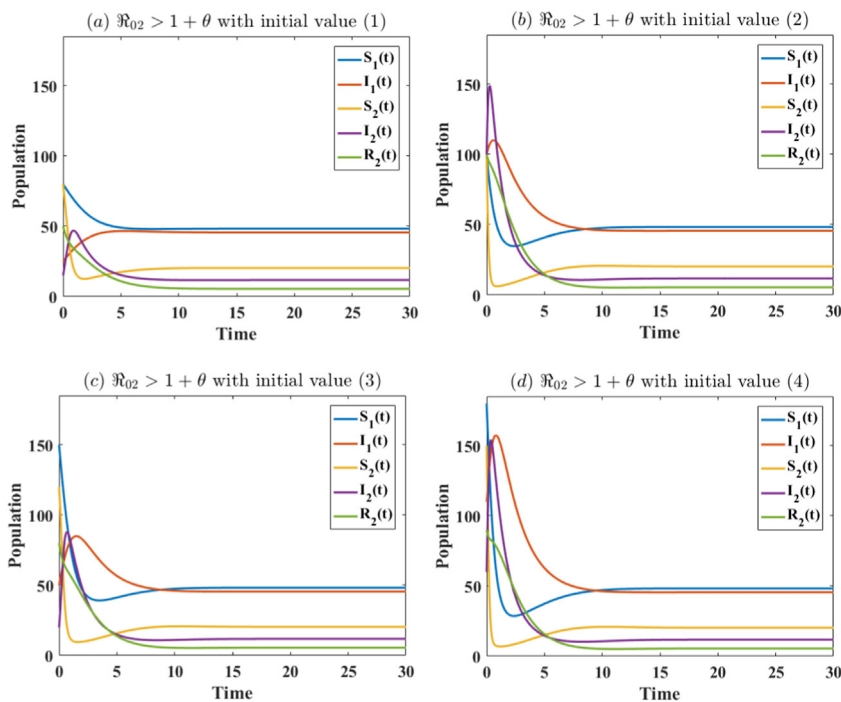 (a) ℜ₀₂ > 1 + θ with initial value (1)
S₁(t)
I₁(t)
S₂(t)
I₂(t)
R₂(t)
150
100
50
0
Population
0 5 10 15 20 25 30
Time
(b) ℜ₀₂ > 1 + θ with initial value (2)
S₁(t)
I₁(t)
S₂(t)
I₂(t)
R₂(t)
150
100
50
0
Population
0 5 10 15 20 25 30
Time
(c) ℜ₀₂ > 1 + θ with initial value (3)
S₁(t)
I₁(t)
S₂(t)
I₂(t)
R₂(t)
150
100
50
0
Population
0 5 10 15 20 25 30
Time
(d) ℜ₀₂ > 1 + θ with initial value (4)
S₁(t)
I₁(t)
S₂(t)
I₂(t)
R₂(t)
150
100
50
0
Population
0 5 10 15 20 25 30
Time